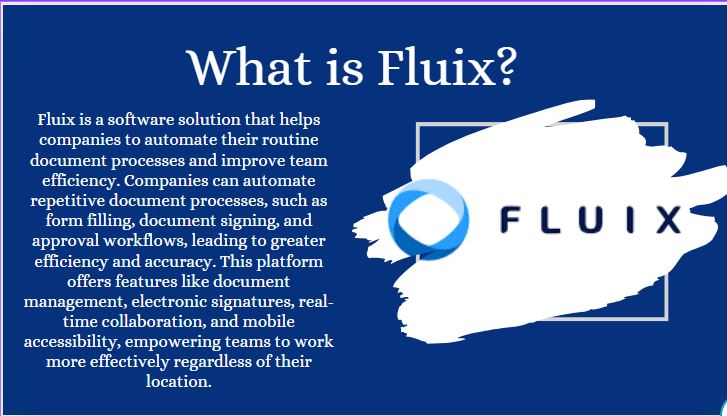 What is Fluix?
Fluix is a software solution that helps
companies to automate their routine
document processes and improve team
efficiency. Companies can automate
repetitive document processes, such as
form filling, document signing, and
approval workflows, leading to greater
efficiency and accuracy. This platform
offers features like document
management, electronic signatures, real-
time collaboration, and mobile
accessibility, empowering teams to work
more effectively regardless of their
location.
FLUIX